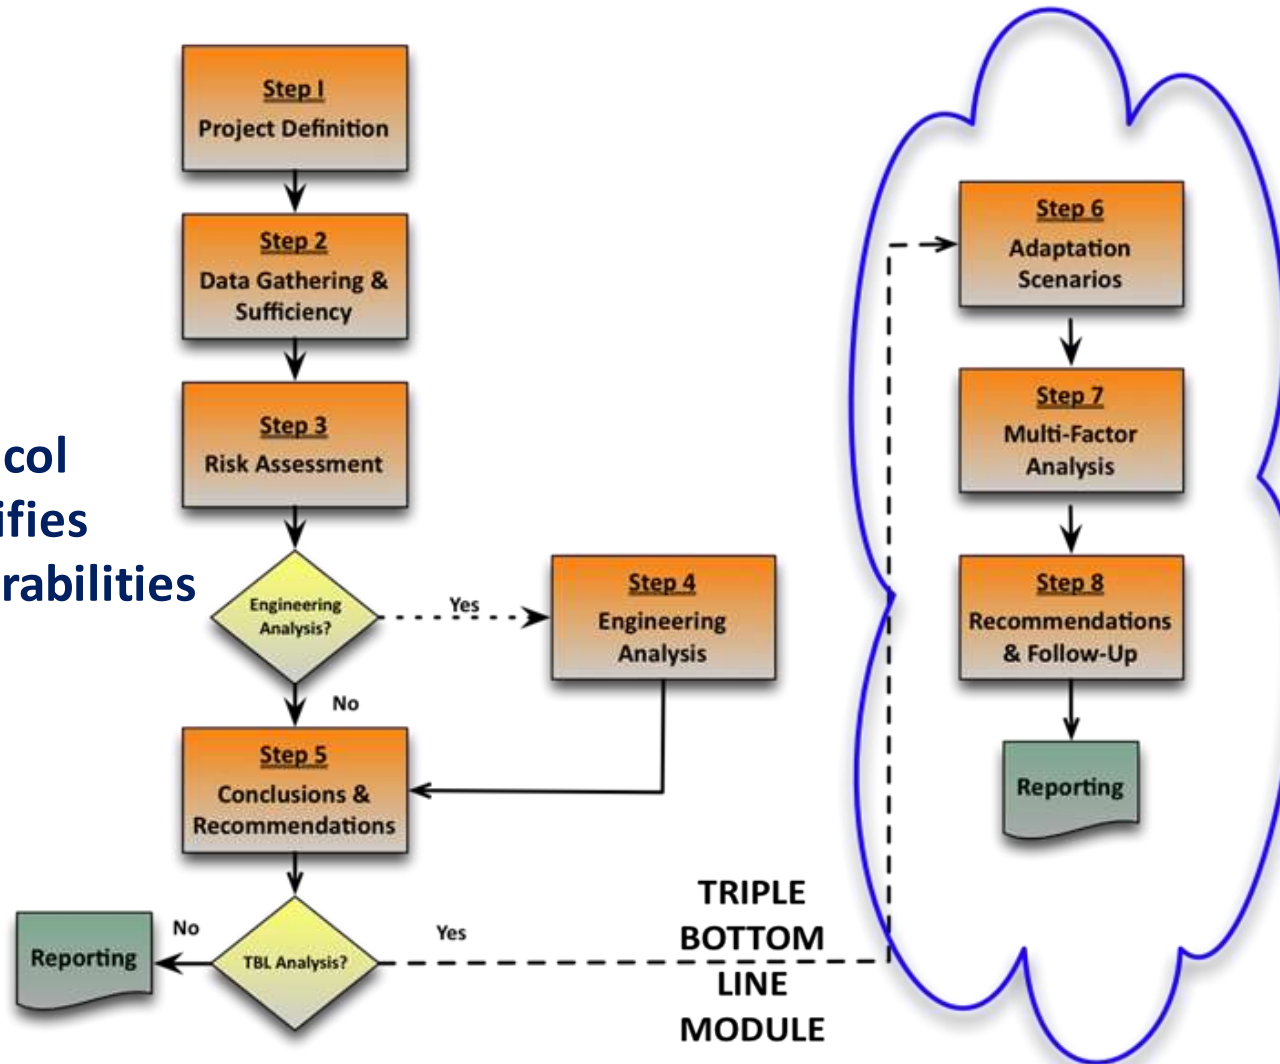 Step I
Project Definition
Step 2
Data Gathering &
Sufficiency
Step 3
Risk Assessment
col
ifies
rabilities
Engineering
Analysis?
Yes
No
Step 4
Engineering
Analysis
Step 5
Conclusions &
Recommendations
TBL Analysis?
No
Reporting
Yes
TRIPLE
BOTTOM
LINE
MODULE
Step 6
Adaptation
Scenarios
Step 7
Multi-Factor
Analysis
Step 8
Recommendations
& Follow-Up
Reporting